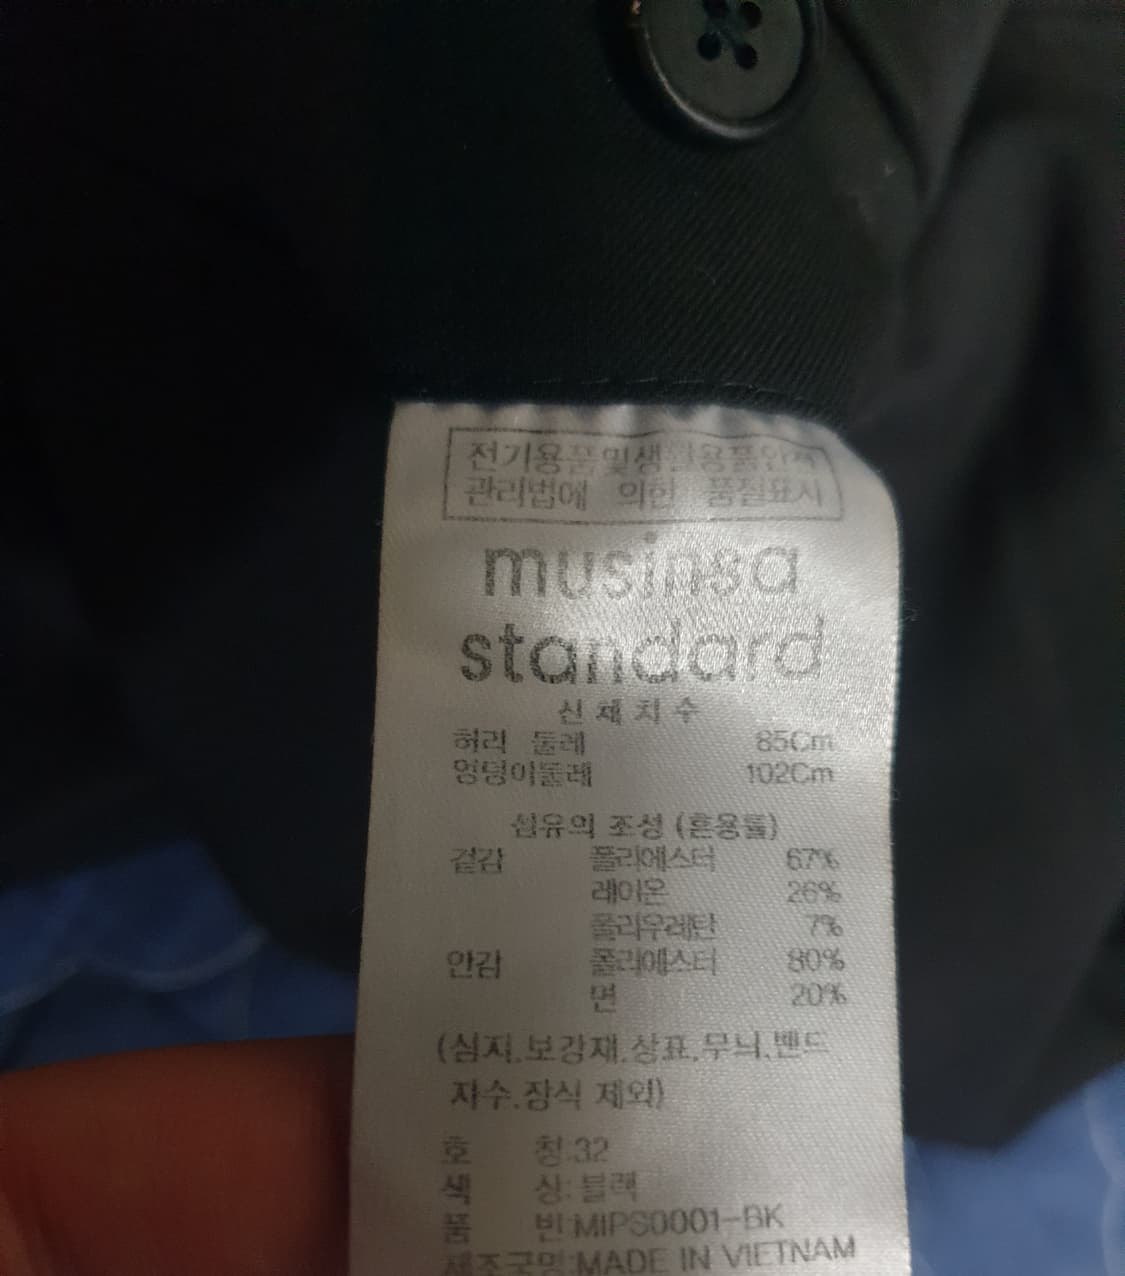 전기용품 및 생활용품안전
관리법에 의한 품질표시
musinsa
standard
신 체 치 수
허리 둘레 85Cm
엉덩이둘레 102Cm
섬유의 조성 (혼용률)
겉감 폴리에스터 67%
레이온 26%
폴리우레탄 7%
안감 폴리에스터 80%
면 20%
(심지.보강재.상표.무늬.밴드
자수.장식 제외)
호 칭:32
색 상: 블랙
품 번:MIPS0001-BK
제조국명:MADE IN VIETNAM